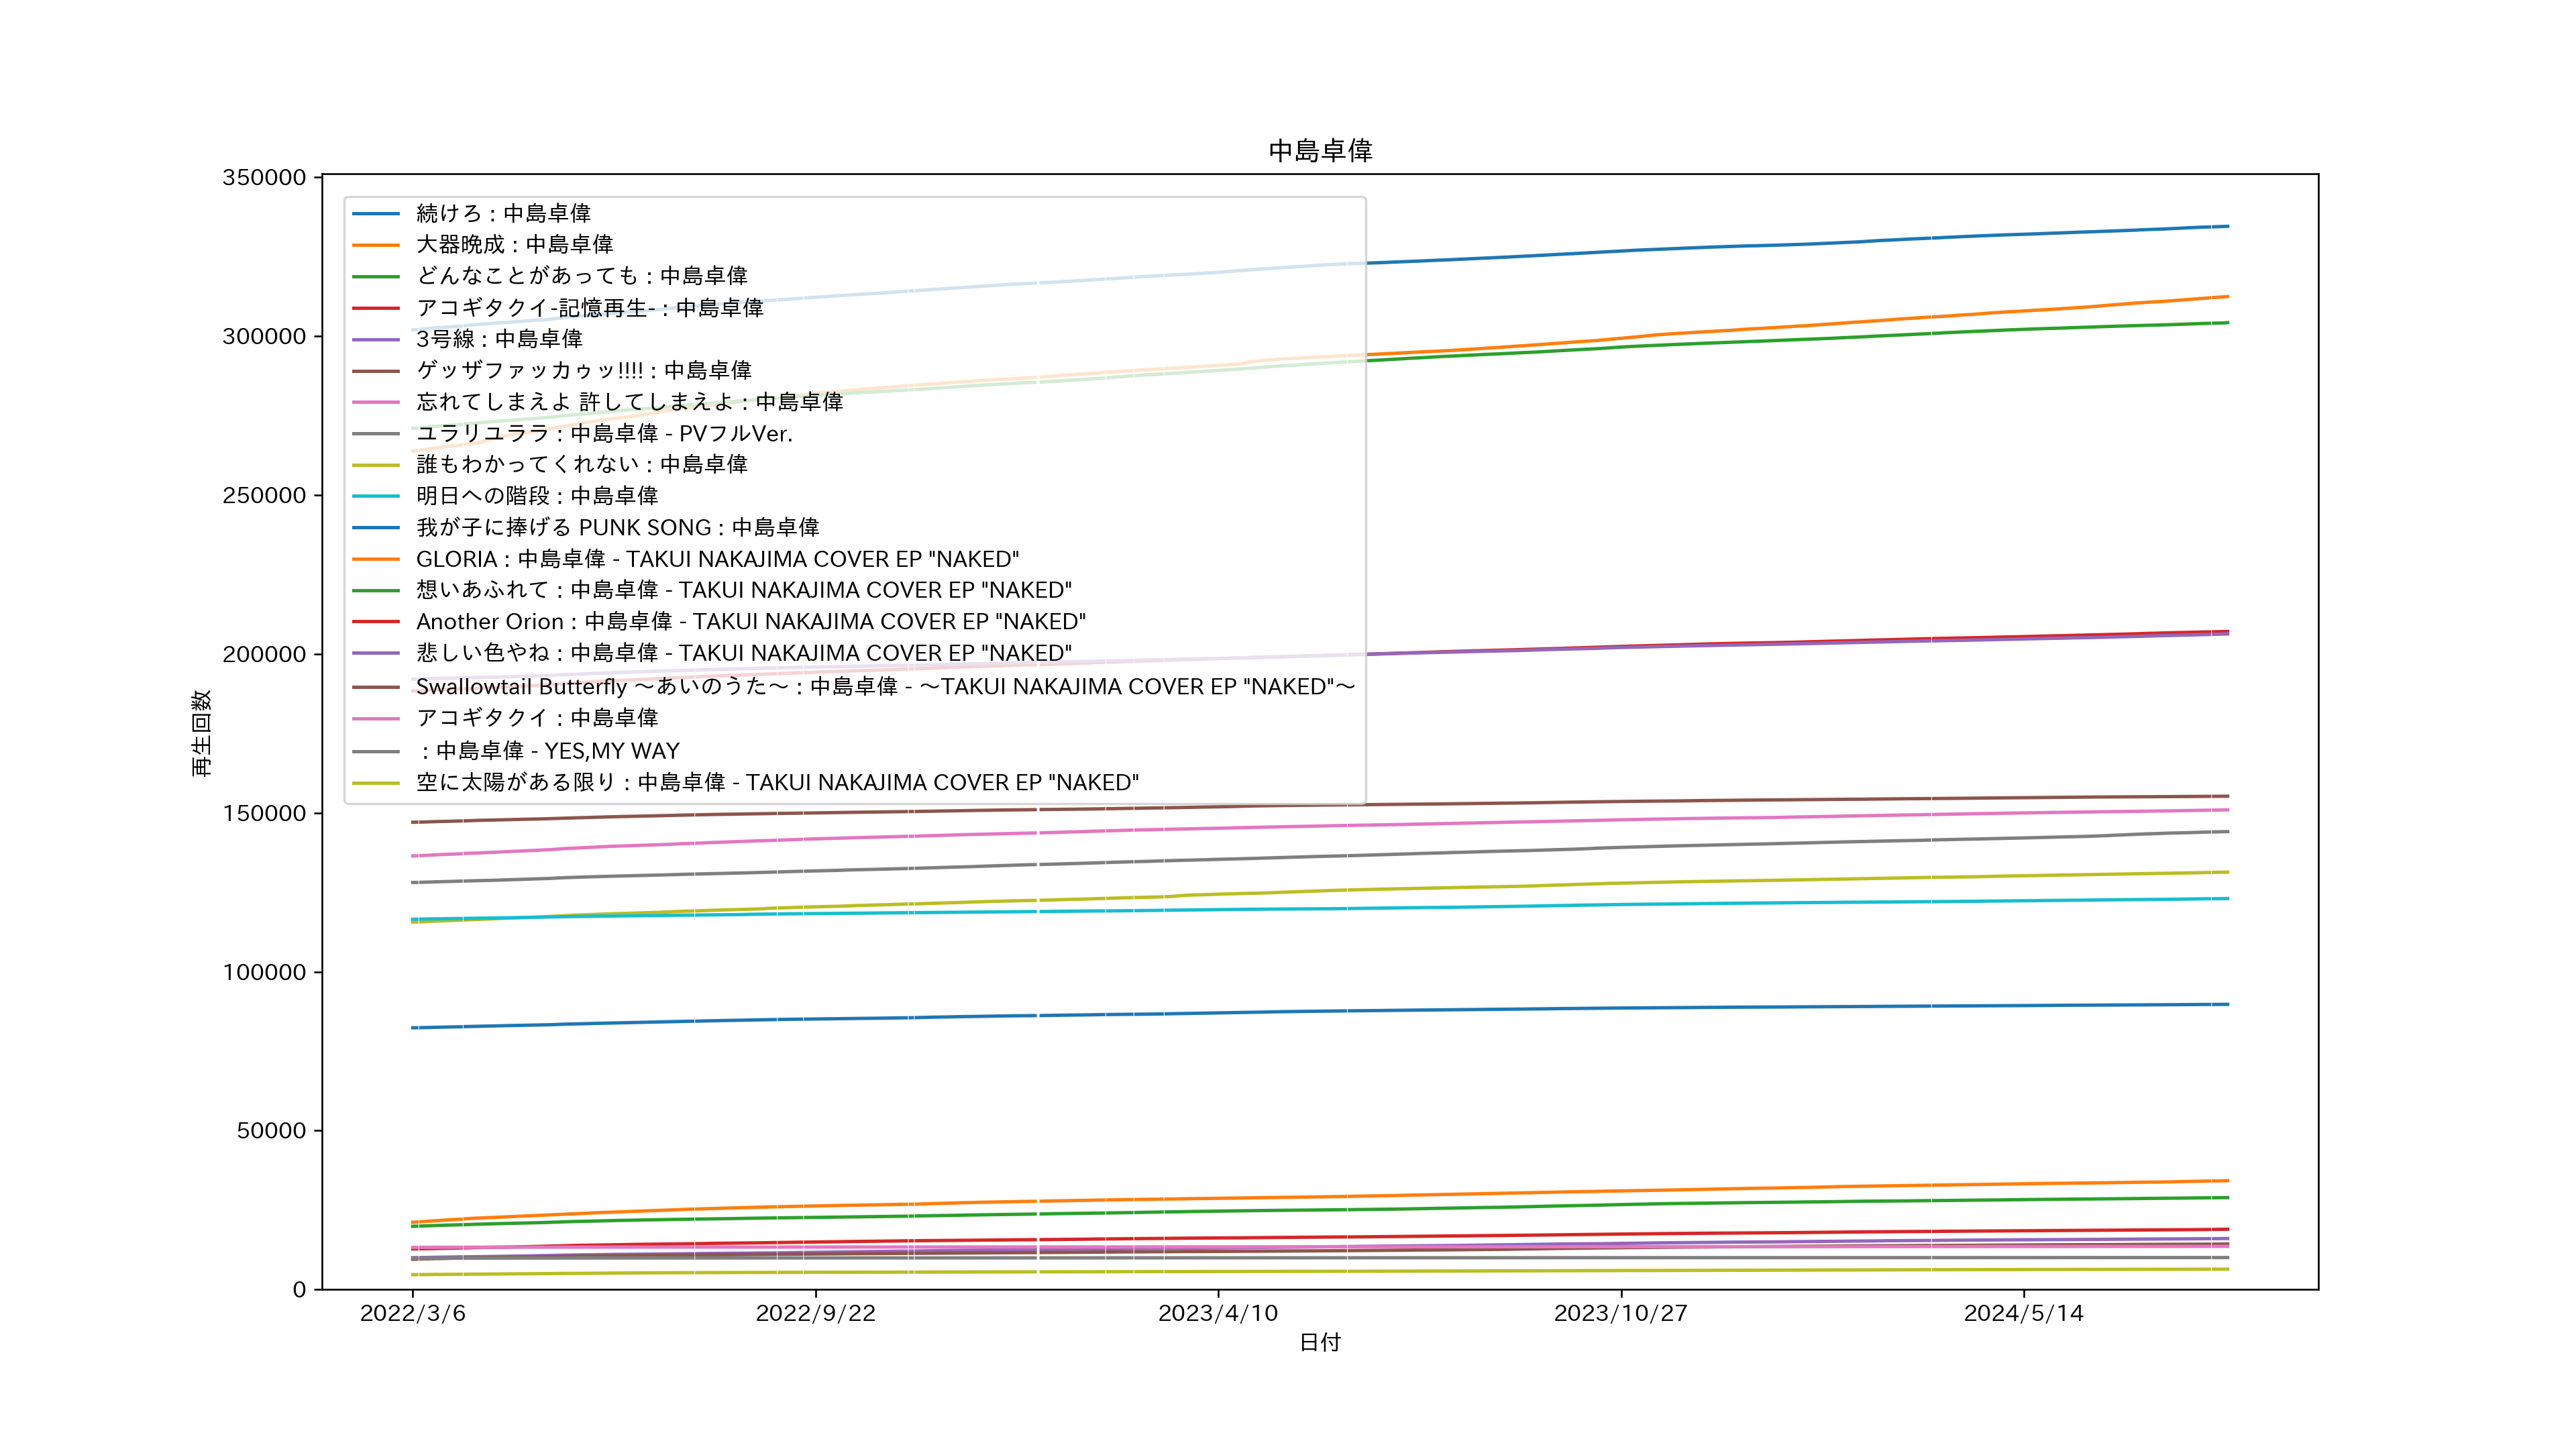 中島卓偉
350000
300000
250000
200000
150000
100000
50000
0
再生回数
続けろ : 中島卓偉
大器晩成 : 中島卓偉
どんなことがあっても : 中島卓偉
アコギタクイ-記憶再生- : 中島卓偉
3号線 : 中島卓偉
ゲッザファッカゥッ!!!! : 中島卓偉
忘れてしまえよ 許してしまえよ : 中島卓偉
ユラリユララ : 中島卓偉 - PVフルVer.
誰もわかってくれない : 中島卓偉
明日への階段 : 中島卓偉
我が子に捧げる PUNK SONG : 中島卓偉
GLORIA : 中島卓偉 - TAKUI NAKAJIMA COVER EP "NAKED"
想いあふれて : 中島卓偉 - TAKUI NAKAJIMA COVER EP "NAKED"
Another Orion : 中島卓偉 - TAKUI NAKAJIMA COVER EP "NAKED"
悲しい色やね : 中島卓偉 - TAKUI NAKAJIMA COVER EP "NAKED"
Swallowtail Butterfly ～あいのうた～ : 中島卓偉 - ～TAKUI NAKAJIMA COVER EP "NAKED"～
アコギタクイ : 中島卓偉
: 中島卓偉 - YES,MY WAY
空に太陽がある限り : 中島卓偉 - TAKUI NAKAJIMA COVER EP "NAKED"
2022/3/6
2022/9/22
2023/4/10
2023/10/27
2024/5/14
日付